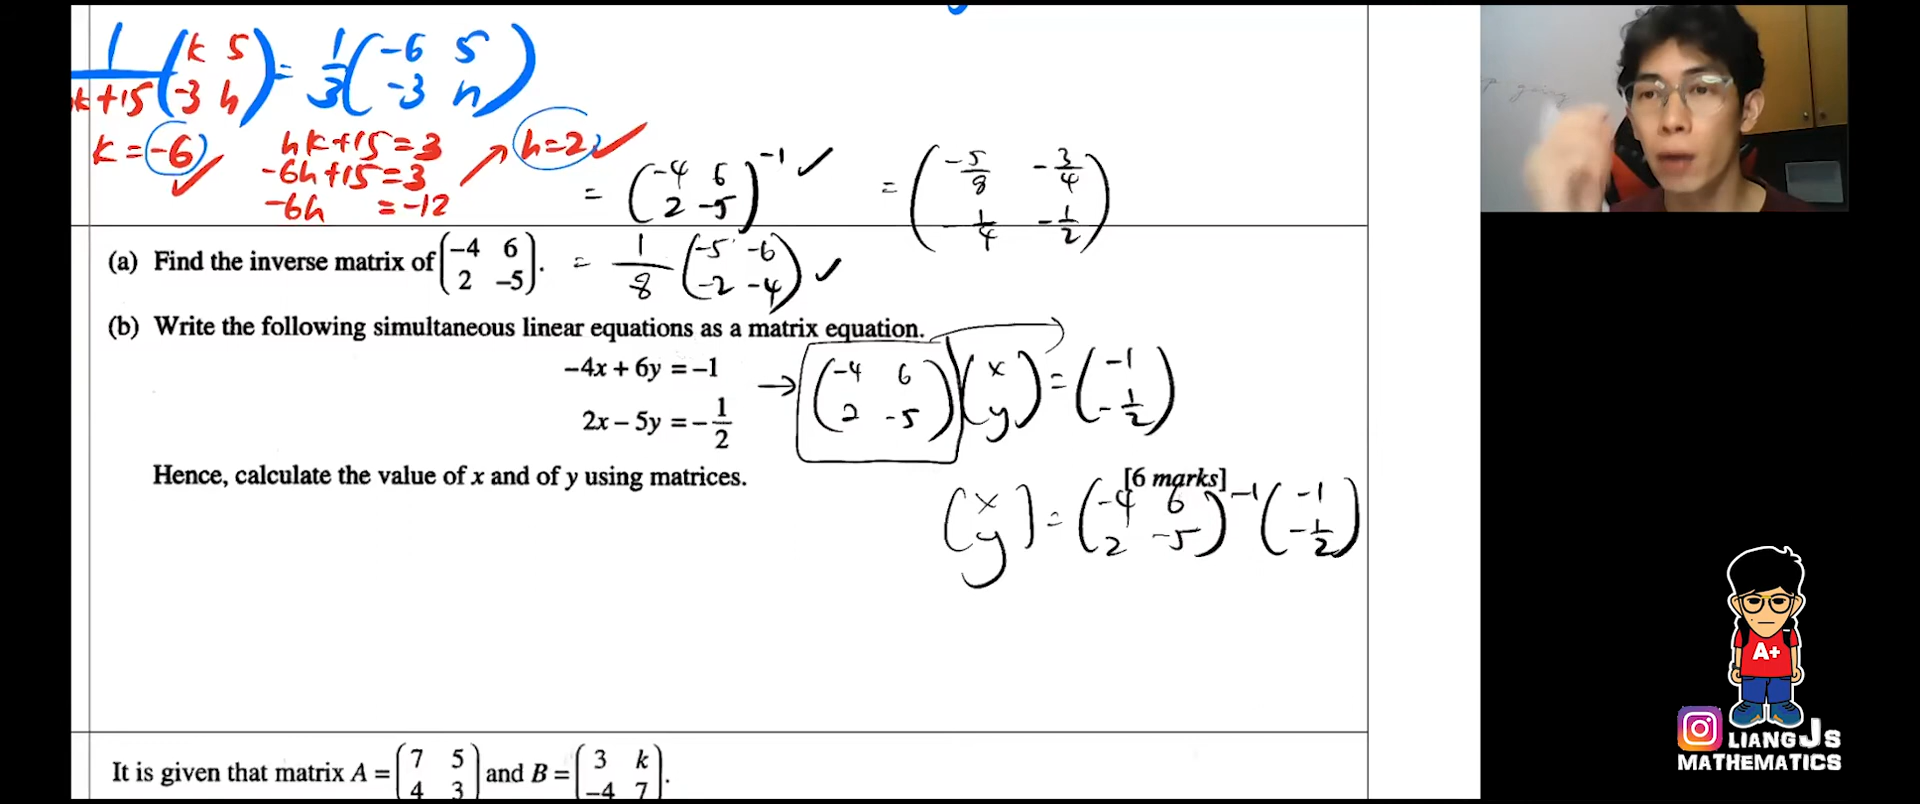 1/(k+15) (k 5 / -3 h) = 1/3 (-6 5 / -3 h)
k = -6 ✓
hk+15=3
-6h+15=3
-6h = -12
h=2 ✓
= (-4 6 / 2 -5)^-1 ✓
= (-5/8 -3/4 / -1/4 -1/2)
(a) Find the inverse matrix of (-4 6 / 2 -5).
= 1/8 (-5 -6 / -2 -4) ✓
(b) Write the following simultaneous linear equations as a matrix equation.
-4x + 6y = -1
2x - 5y = -1/2
→ (-4 6 / 2 -5) (x / y) = (-1 / -1/2)
Hence, calculate the value of x and of y using matrices.
[6 marks]
(x / y) = (-4 6 / 2 -5)^-1 (-1 / -1/2)
It is given that matrix A = (7 5 / 4 3) and B = (3 k / -4 7).
A+
LIANGJS
MATHEMATICS